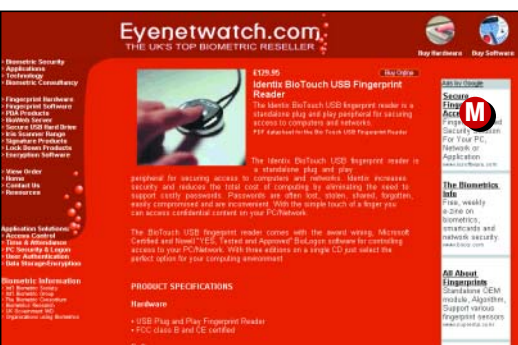 Eyenetwatch.com
THE UK'S TOP BIOMETRIC RESELLER
Buy Hardware
Buy Software
• Biometric Security
• Applications
• Technology
• Biometric Consultancy
• Fingerprint Hardware
• Fingerprint Software
• PDA Products
• BioWeb Server
• Secure USB Hard Drive
• Iris Scanner Range
• Signature Products
• Lock Down Products
• Encryption Software
• View Order
• Home
• Contact Us
• Resources
Application Solutions:
• Access Control
• Time & Attendance
• PC Security & Logon
• User Authentication
• Data Storage/Encryption
Biometric Information
• Biometric Research
• UK Government
• Organisations using Biometrics
£129.95
Buy Online
Identix BioTouch USB Fingerprint
Reader
The Identix BioTouch USB fingerprint reader is a
standalone plug and play peripheral for securing
access to computers and networks.
PDF datasheet for the Bio Touch USB Fingerprint Reader
The Identix BioTouch USB fingerprint reader is
a standalone plug and play
peripheral for securing access to computers and networks. Identix increases
security and reduces the total cost of computing by eliminating the need to
support costly passwords. Passwords are often lost, stolen, shared, forgotten,
easily compromised and are inconvenient. With the simple touch of a finger you
can access confidential content on your PC/Network.
The BioTouch USB fingerprint reader comes with the award wining, Microsoft
Certified and Novell "YES, Tested and Approved" BioLogon software for controlling
access to your PC/Network. With three editions on a single CD just select the
perfect option for your computing environment
PRODUCT SPECIFICATIONS
Hardware
• USB Plug and Play Fingerprint Reader
• FCC class B and CE certified
Ads by Google
Secure
M
Security
For Your PC,
Network or
Application
The Biometrics
Info
Free, weekly
e-zine on
biometrics,
smartcards and
network security.
All About
Fingerprints
Standalone OEM
module, Algorithm,
Support various
fingerprint sensors